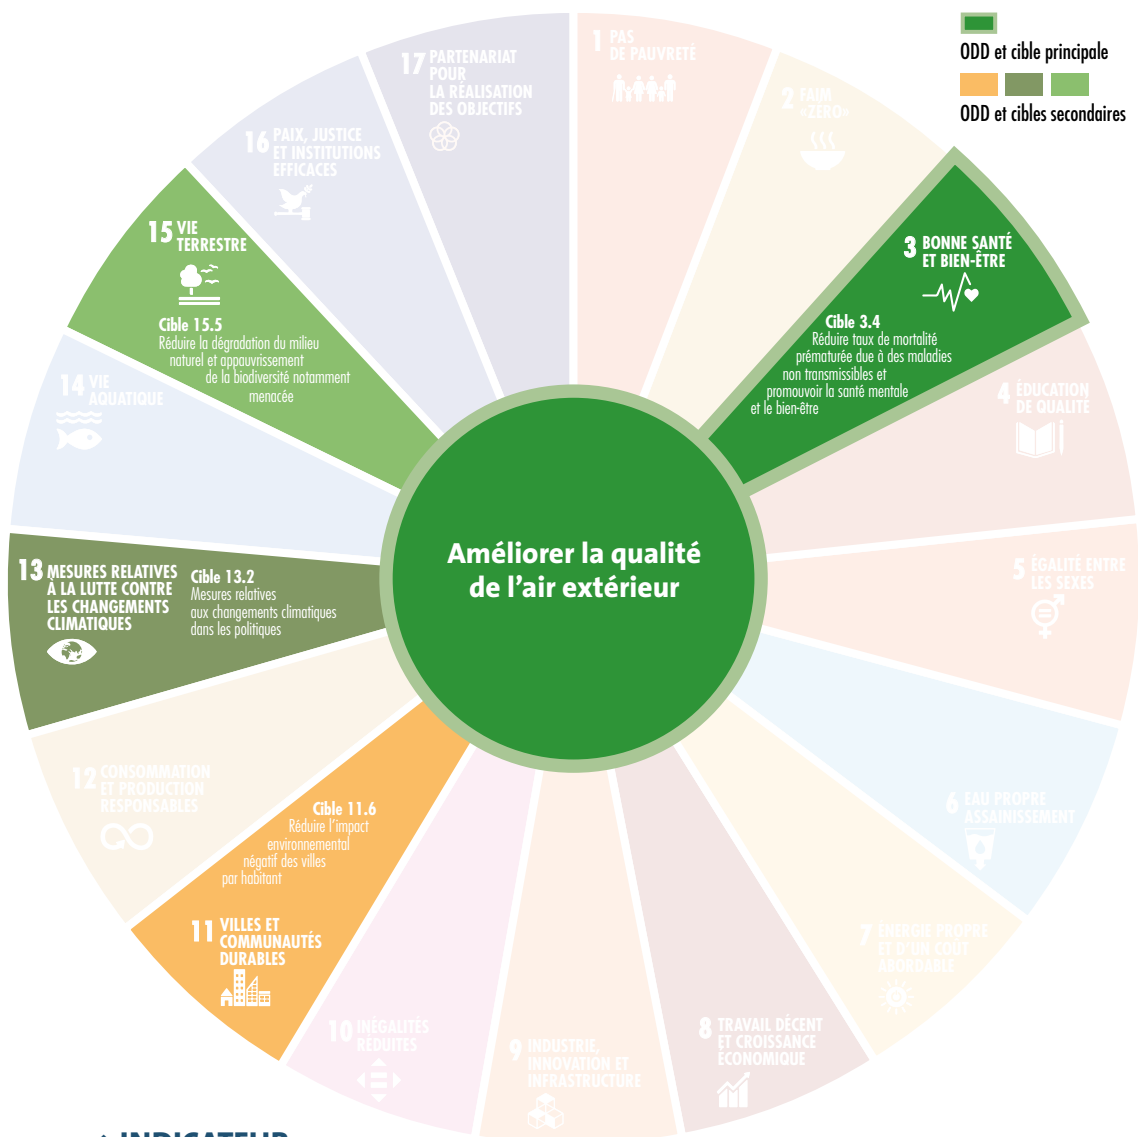 ODD et cible principale
ODD et cibles secondaires
1 PAS
DE PAUVRETÉ
2 FAIM
«ZÉRO»
3 BONNE SANTÉ
ET BIEN-ÊTRE
Cible 3.4
Réduire taux de mortalité
prématurée due à des maladies
non transmissibles et
promouvoir la santé mentale
et le bien-être
4 ÉDUCATION
DE QUALITÉ
5 ÉGALITÉ ENTRE
LES SEXES
6 EAU PROPRE
ASSAINISSEMENT
7 ÉNERGIE PROPRE
ET D'UN COÛT
ABORDABLE
8 TRAVAIL DÉCENT
ET CROISSANCE
ÉCONOMIQUE
9 INDUSTRIE,
INNOVATION ET
INFRASTRUCTURE
10 INÉGALITÉS
RÉDUITES
11 VILLES ET
COMMUNAUTÉS
DURABLES
Cible 11.6
Réduire l'impact
environnemental
négatif des villes
par habitant
12 CONSOMMATION
ET PRODUCTION
RESPONSABLES
13 MESURES RELATIVES
À LA LUTTE CONTRE
LES CHANGEMENTS
CLIMATIQUES
Cible 13.2
Mesures relatives
aux changements climatiques
dans les politiques
14 VIE
AQUATIQUE
15 VIE
TERRESTRE
Cible 15.5
Réduire la dégradation du milieu
naturel et appauvrissement
de la biodiversité notamment
menacée
16 PAIX, JUSTICE
ET INSTITUTIONS
EFFICACES
17 PARTENARIAT
POUR
LA RÉALISATION
DES OBJECTIFS
Améliorer la qualité
de l'air extérieur
INDICATEUR